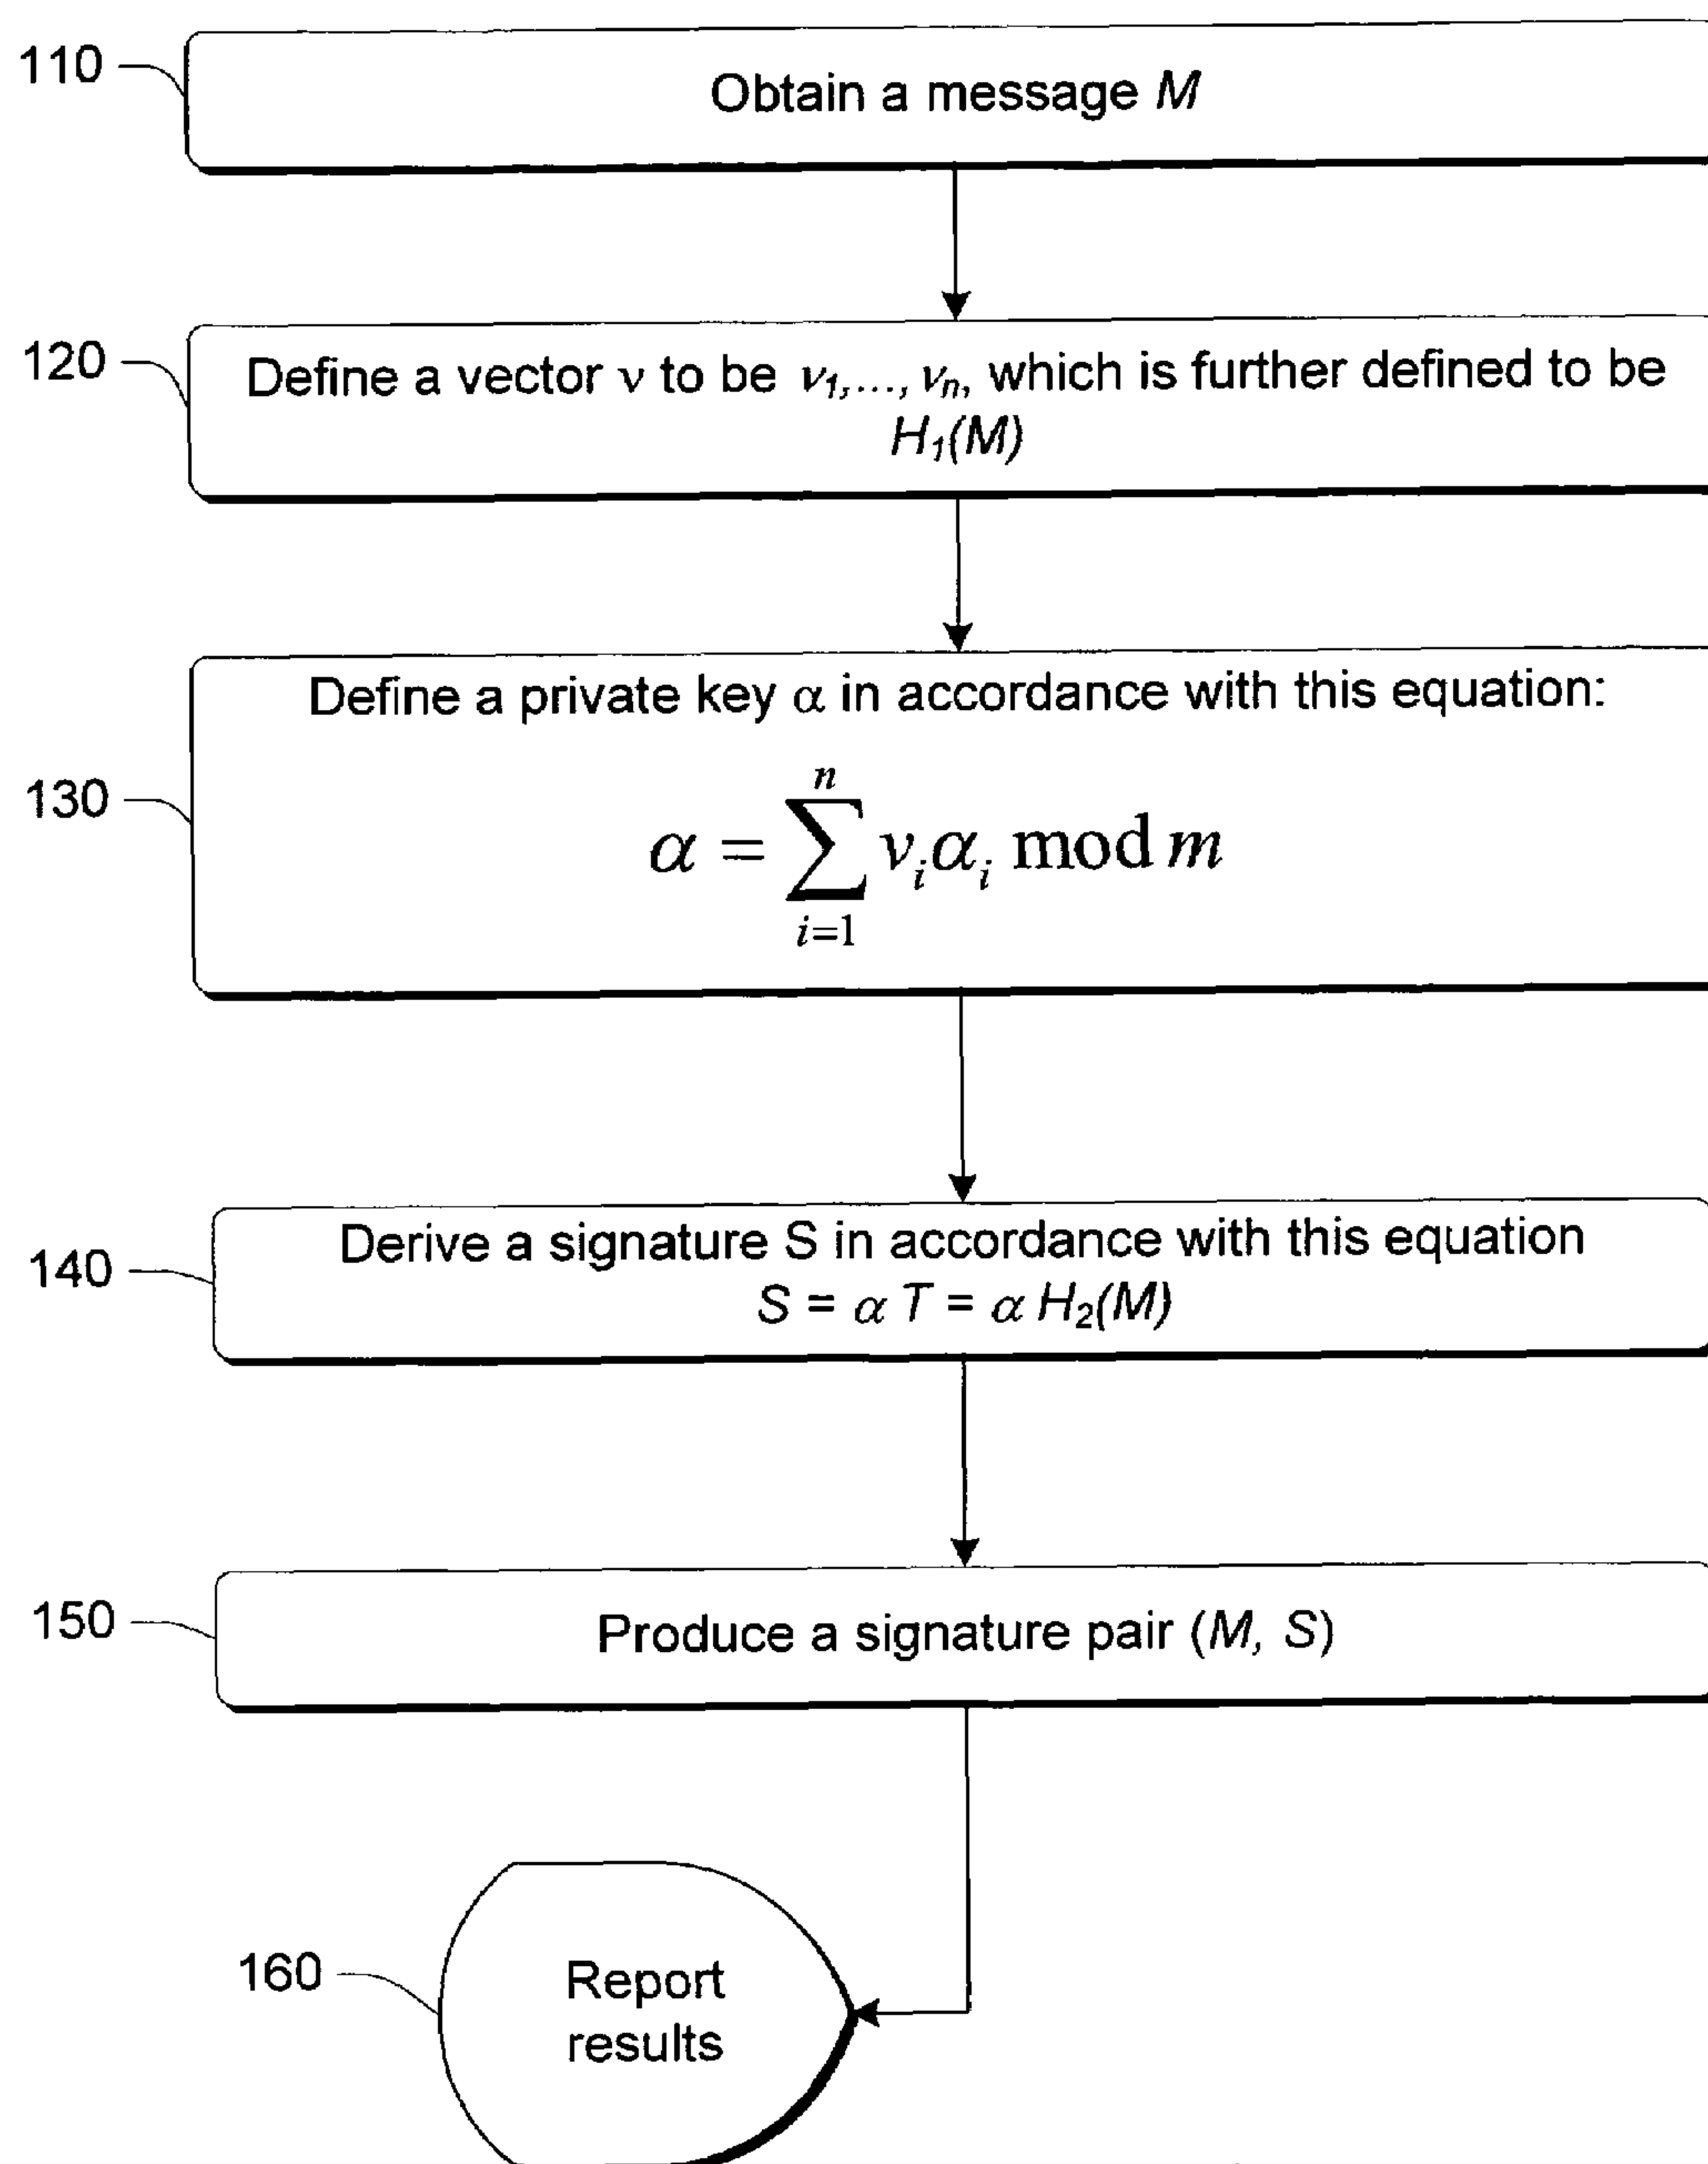 110
Obtain a message M
120
Define a vector v to be v₁,..., vₙ, which is further defined to be
H₁(M)
130
Define a private key α in accordance with this equation:
n
α = ∑ vᵢαᵢ mod m
i=1
140
Derive a signature S in accordance with this equation
S = α T = α H₂(M)
150
Produce a signature pair (M, S)
160
Report
results